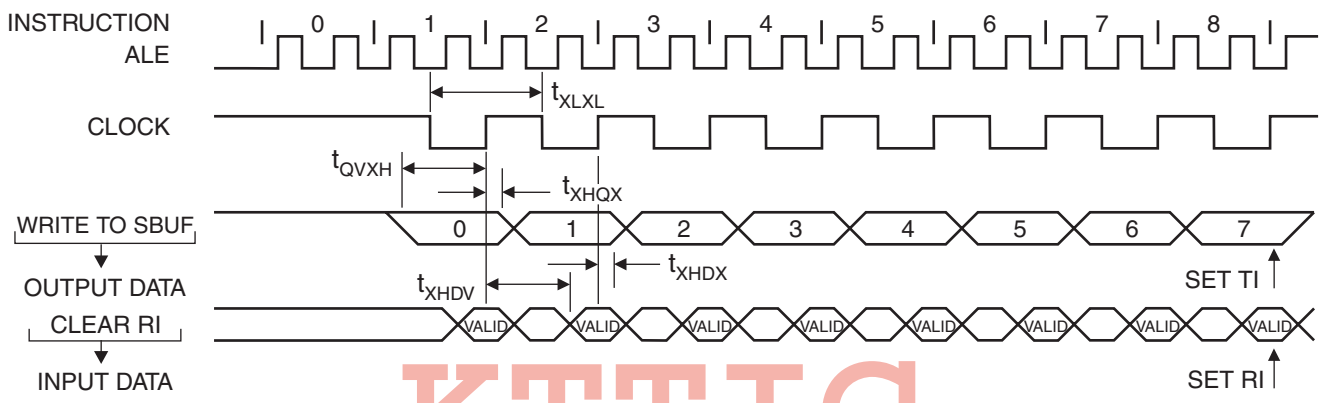 INSTRUCTION
0 1 2 3 4 5 6 7 8
ALE
tXLXL
CLOCK
tQVXH
tXHQX
WRITE TO SBUF
0 1 2 3 4 5 6 7
OUTPUT DATA
tXHDV
tXHDX
SET TI
CLEAR RI
VALID VALID VALID VALID VALID VALID VALID VALID
INPUT DATA
SET RI